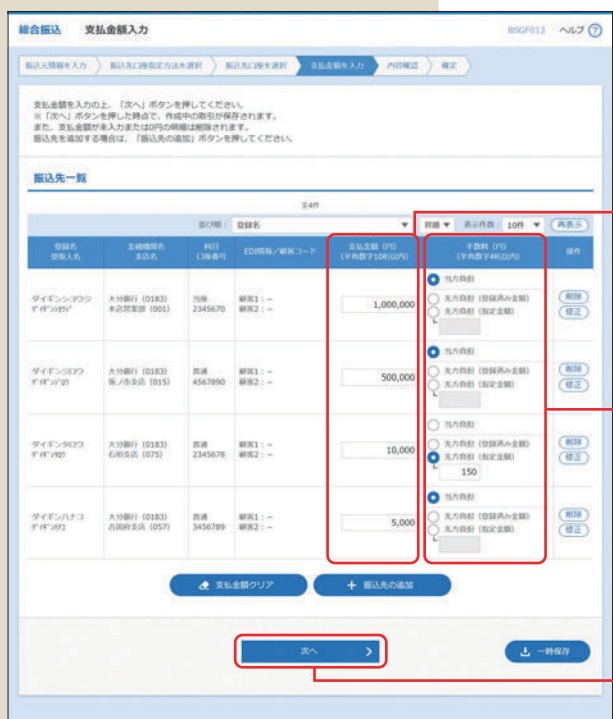 総合振込 支払金額入力 BSGF013 ヘルプ ?
振込元情報を入力 振込先口座指定方法を選択 振込先口座を選択 支払金額を入力 内容確認 確定
支払金額を入力の上、「次へ」ボタンを押してください。
※「次へ」ボタンを押した時点で、作成中の取引が保存されます。
また、支払金額が未入力または0円の明細は削除されます。
振込先を追加する場合は、「振込先の追加」ボタンを押してください。
振込先一覧
全4件
並び順： 登録名 昇順 表示件数： 10件 再表示
登録名 金融機関名 科目 EDI情報／顧客コード 支払金額（円） 手数料（円） 操作
受取人名 支店名 口座番号 （半角数字10桁以内） （半角数字4桁以内）
当方負担
大分銀行（0183） 当座 顧客1：－ 1,000,000 先方負担（登録済み金額） 削除
本店営業部（001） 2345670 顧客2：－ 先方負担（指定金額） 修正
当方負担
大分銀行（0183） 普通 顧客1：－ 500,000 先方負担（登録済み金額） 削除
坂ノ市支店（015） 4567890 顧客2：－ 先方負担（指定金額） 修正
当方負担
大分銀行（0183） 普通 顧客1：－ 10,000 先方負担（登録済み金額） 削除
石垣支店（075） 2345678 顧客2：－ 先方負担（指定金額） 修正
150
当方負担
ダイギンハナコ 大分銀行（0183） 普通 顧客1：－ 5,000 先方負担（登録済み金額） 削除
古国府支店（057） 3456789 顧客2：－ 先方負担（指定金額） 修正
支払金額クリア ＋ 振込先の追加
次へ 一時保存